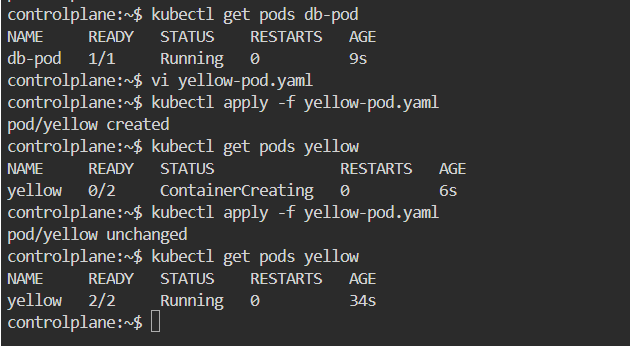 controlplane:~$ kubectl get pods db-pod
NAME     READY   STATUS    RESTARTS   AGE
db-pod   1/1     Running   0          9s
controlplane:~$ vi yellow-pod.yaml
controlplane:~$ kubectl apply -f yellow-pod.yaml
pod/yellow created
controlplane:~$ kubectl get pods yellow
NAME     READY   STATUS              RESTARTS   AGE
yellow   0/2     ContainerCreating   0          6s
controlplane:~$ kubectl apply -f yellow-pod.yaml
pod/yellow unchanged
controlplane:~$ kubectl get pods yellow
NAME     READY   STATUS    RESTARTS   AGE
yellow   2/2     Running   0          34s
controlplane:~$